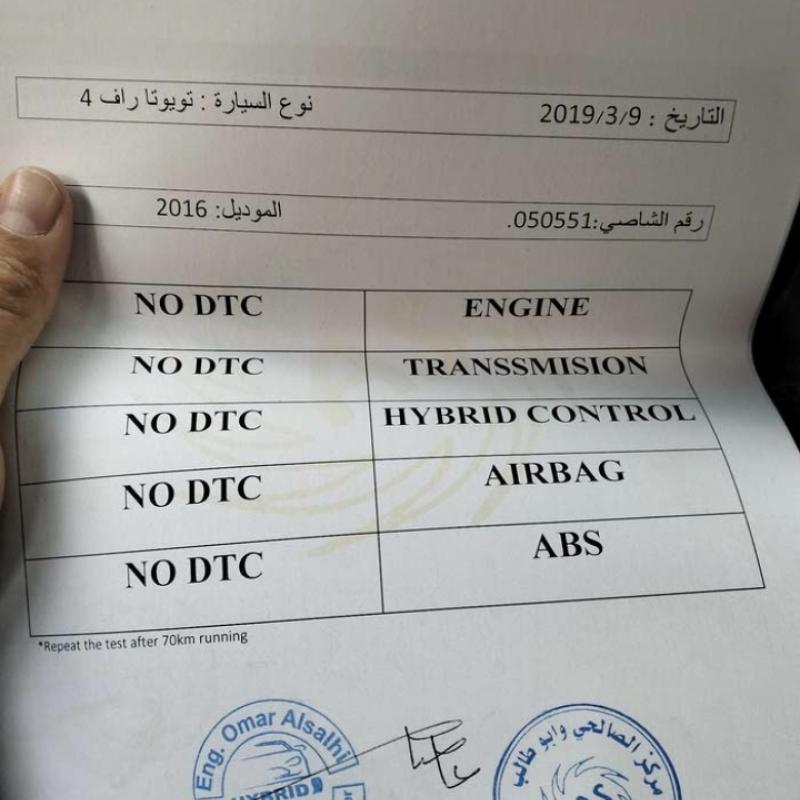 التاريخ : 2019/3/9 نوع السيارة : تويوتا راف 4
رقم الشاصي:050551. الموديل: 2016
NO DTC ENGINE
NO DTC TRANSSMISION
NO DTC HYBRID CONTROL
NO DTC AIRBAG
NO DTC ABS
*Repeat the test after 70km running
Eng. Omar Alsalhi
HYBRID
مركز الصالحي وابو طالب